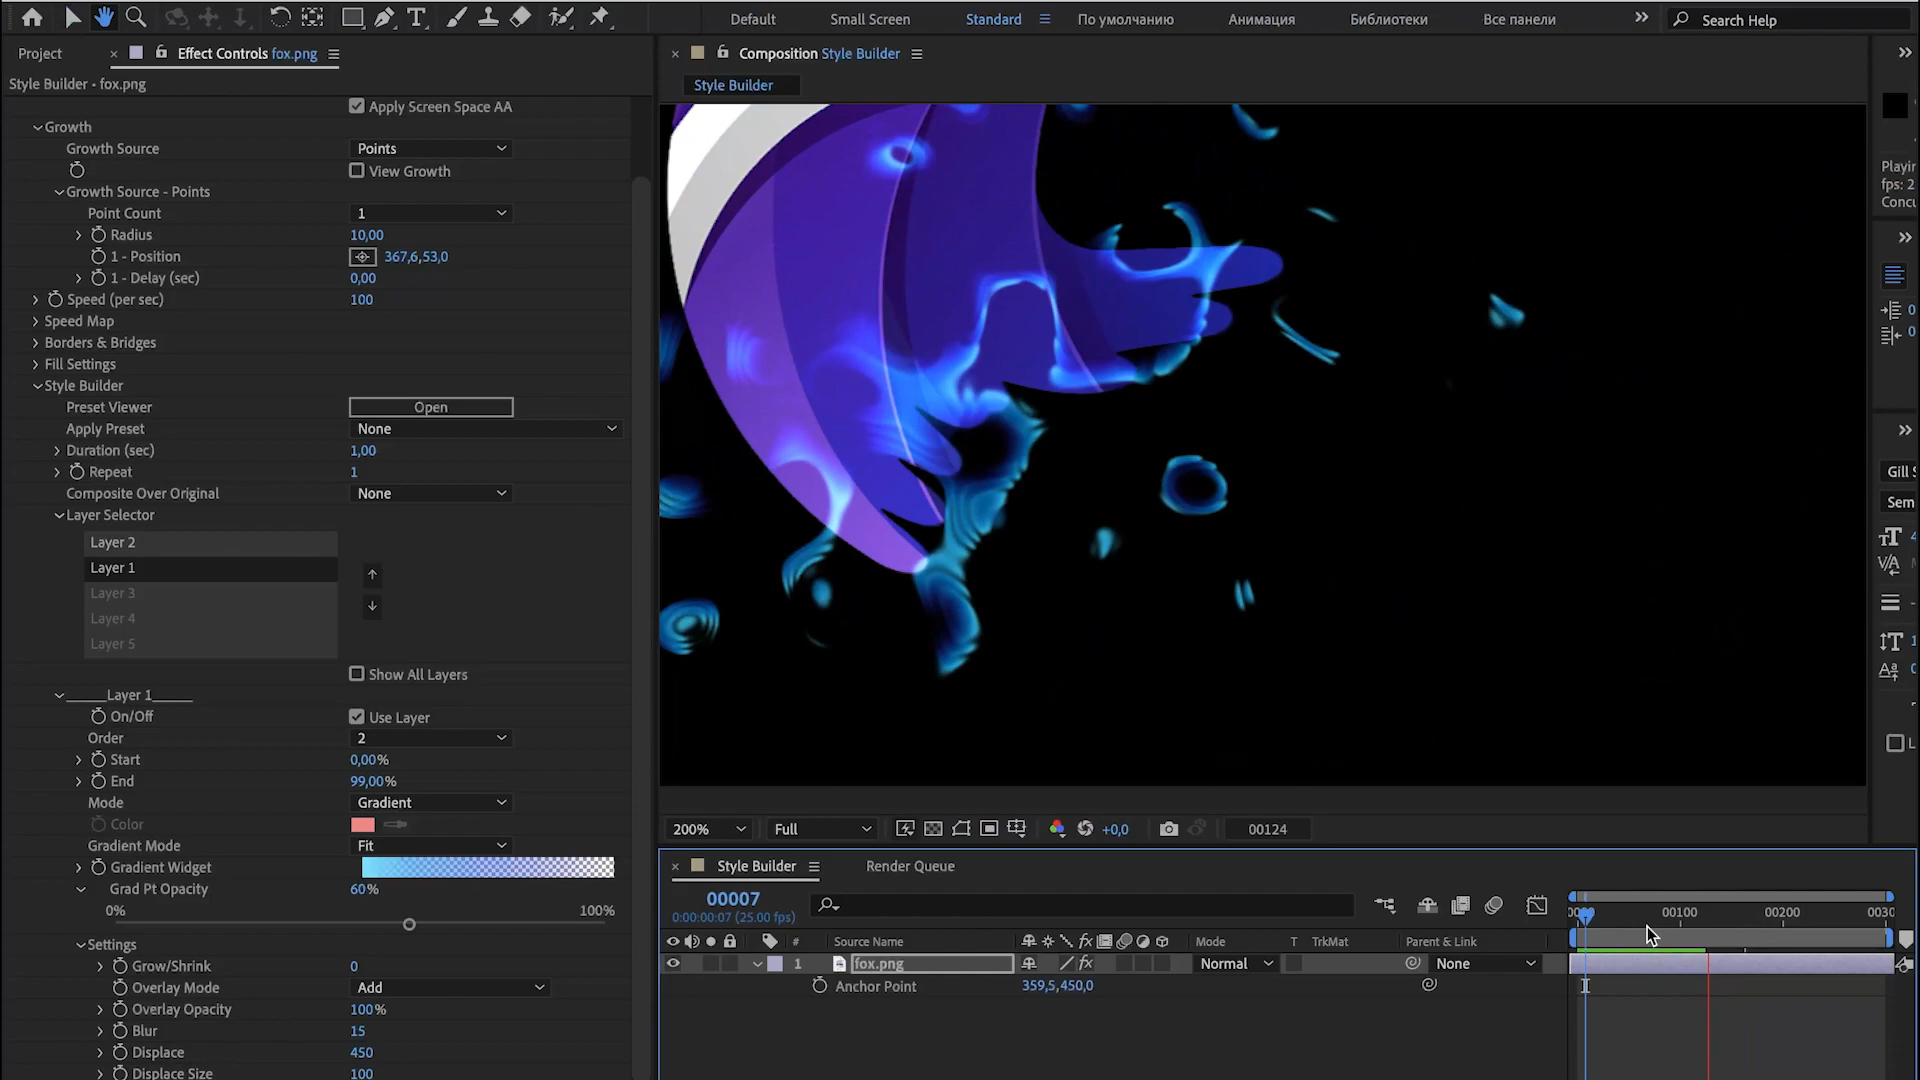 Default
Small Screen
Standard
По умолчанию
Анимация
Библиотеки
Все панели
Search Help
Project
Effect Controls fox.png
Composition Style Builder
Style Builder • fox.png
Style Builder
Apply Screen Space AA
Growth
Growth Source
Points
View Growth
Growth Source - Points
Point Count
1
Radius
10,00
1 - Position
367,6,53,0
1 - Delay (sec)
0,00
Speed (per sec)
100
Speed Map
Borders & Bridges
Fill Settings
Style Builder
Preset Viewer
Open
Apply Preset
None
Duration (sec)
1,00
Repeat
1
Composite Over Original
None
Layer Selector
Layer 2
Layer 1
Layer 3
Layer 4
Layer 5
Show All Layers
_____Layer 1_____
On/Off
Use Layer
Order
2
Start
0,00%
End
99,00%
Mode
Gradient
Color
Gradient Mode
Fit
Gradient Widget
Grad Pt Opacity
60%
0%
100%
Settings
Grow/Shrink
0
Overlay Mode
Add
Overlay Opacity
100%
Blur
15
Displace
450
Displace Size
100
200%
Full
+0,0
00124
Style Builder
Render Queue
00007
0:00:00:07 (25.00 fps)
00100
00200
0030
#
Source Name
fx
Mode
T
TrkMat
Parent & Link
1
fox.png
fx
Normal
None
Anchor Point
359,5,450,0
Playin
fps: 2
Concu
Gill S
Sem